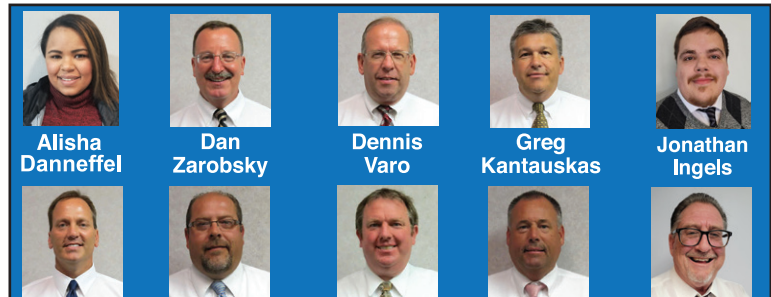 Alisha
Danneffel
Dan
Zarobsky
Dennis
Varo
Greg
Kantauskas
Jonathan
Ingels